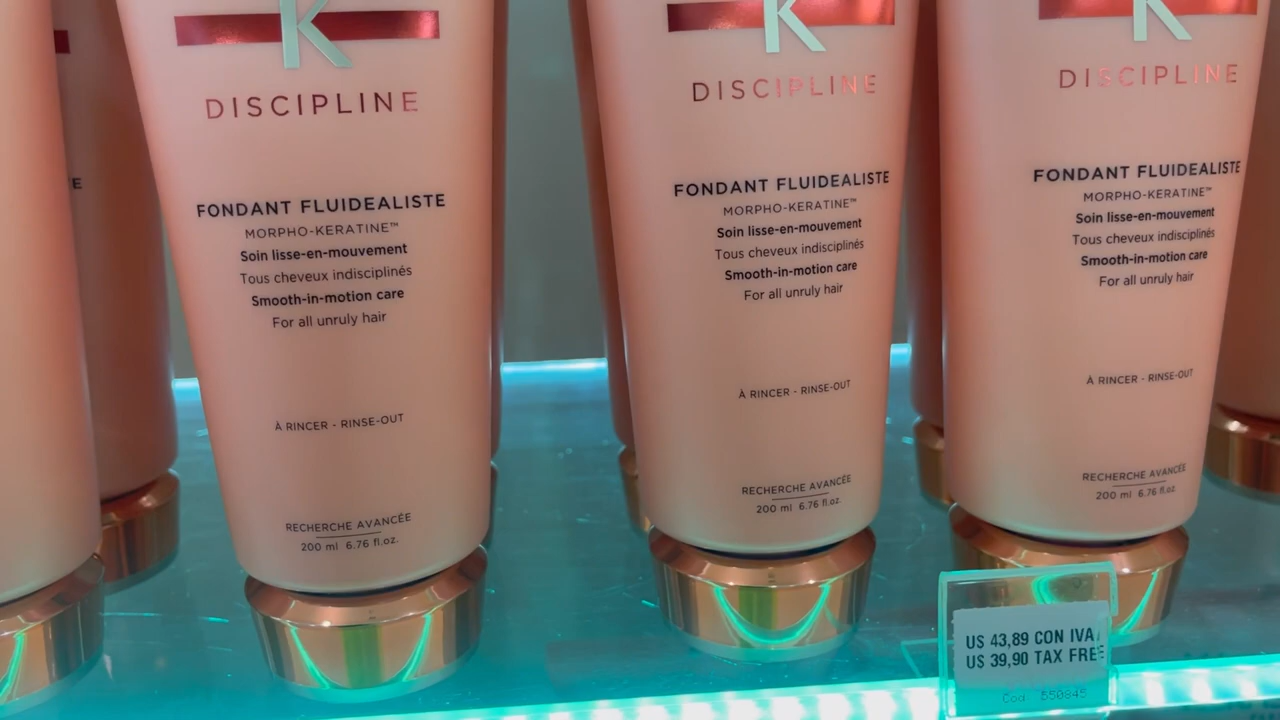 K
DISCIPLINE
FONDANT FLUIDEALISTE
MORPHO-KERATINE™
Soin lisse-en-mouvement
Tous cheveux indisciplinés
Smooth-in-motion care
For all unruly hair
À RINCER - RINSE-OUT
RECHERCHE AVANCÉE
200 ml 6.76 fl.oz.
K
DISCIPLINE
FONDANT FLUIDEALISTE
MORPHO-KERATINE™
Soin lisse-en-mouvement
Tous cheveux indisciplinés
Smooth-in-motion care
For all unruly hair
À RINCER - RINSE-OUT
RECHERCHE AVANCÉE
200 ml 6.76 fl.oz.
K
DISCIPLINE
FONDANT FLUIDEALISTE
MORPHO-KERATINE™
Soin lisse-en-mouvement
Tous cheveux indisciplinés
Smooth-in-motion care
For all unruly hair
À RINCER - RINSE-OUT
RECHERCHE AVANCÉE
200 ml 6.76 fl.oz.
US 43,89 CON IVA
US 39,90 TAX FREE
Cod 550845